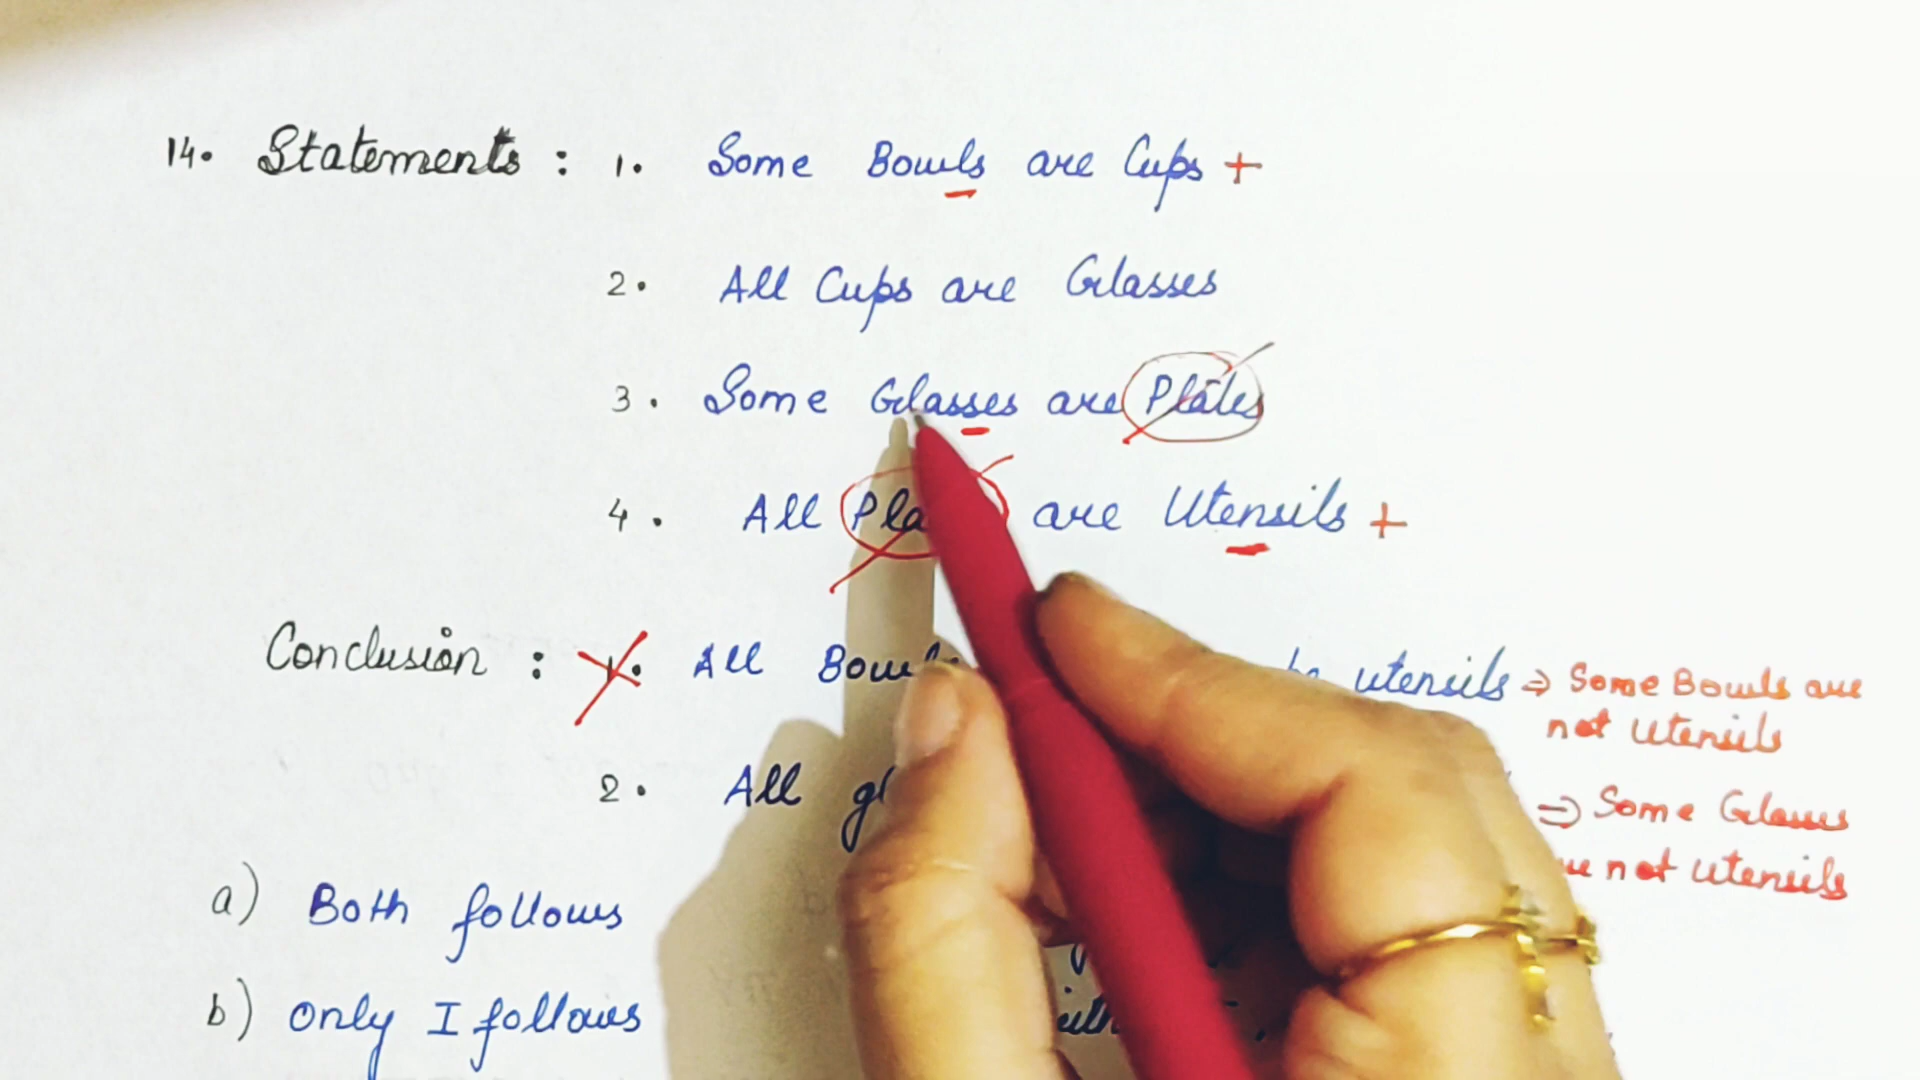 14. Statements : 1. Some Bowls are Cups +
2. All Cups are Glasses
3. Some Glasses are Plates
4. All are Utensils +
Conclusion : 1. All utensils ⇒ Some Bowls are
not Utensils
2. All ⇒ Some Glasses
not Utensils
a) Both follows
b) Only I follows